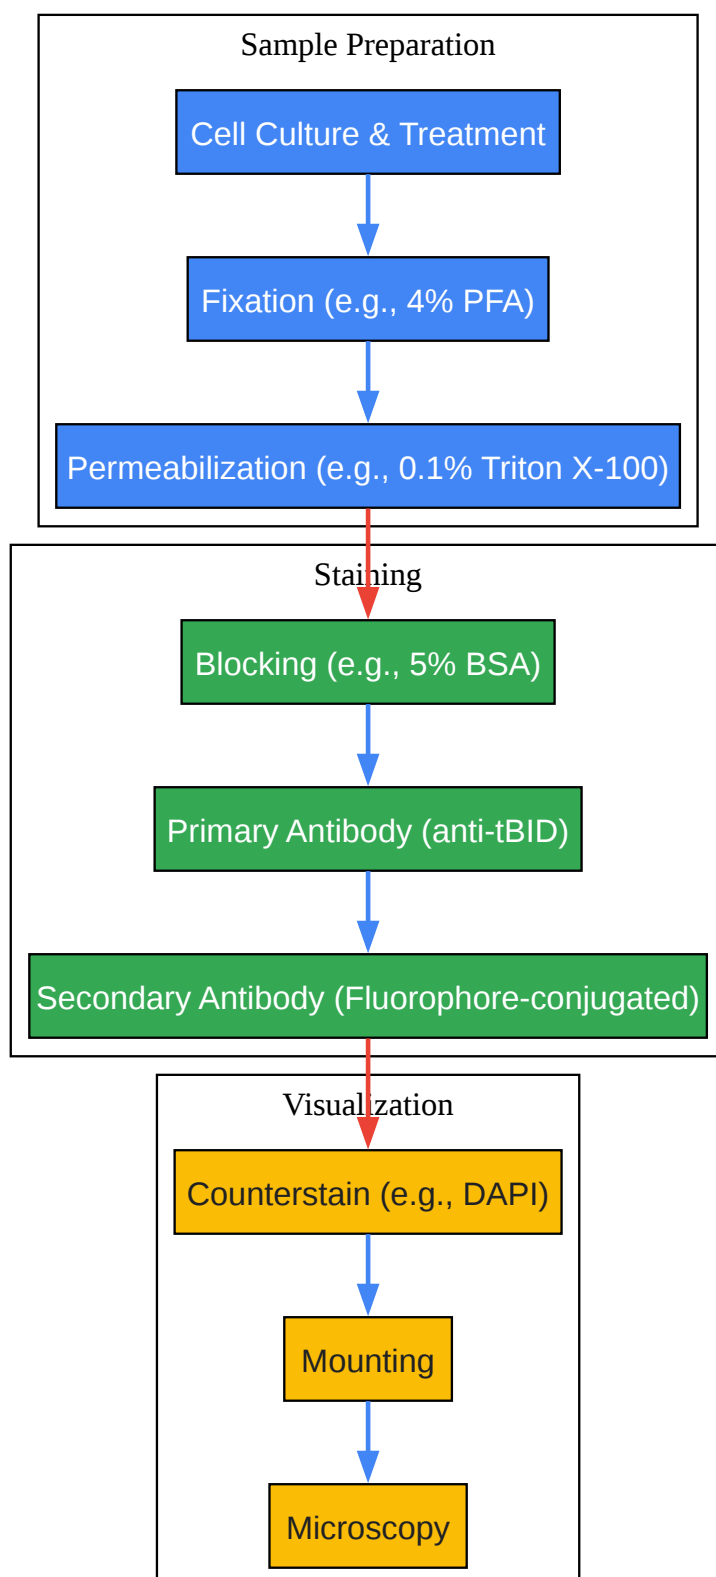 Sample Preparation
Cell Culture & Treatment
Fixation (e.g., 4% PFA)
Permeabilization (e.g., 0.1% Triton X-100)
Staining
Blocking (e.g., 5% BSA)
Primary Antibody (anti-tBID)
Secondary Antibody (Fluorophore-conjugated)
Visualization
Counterstain (e.g., DAPI)
Mounting
Microscopy